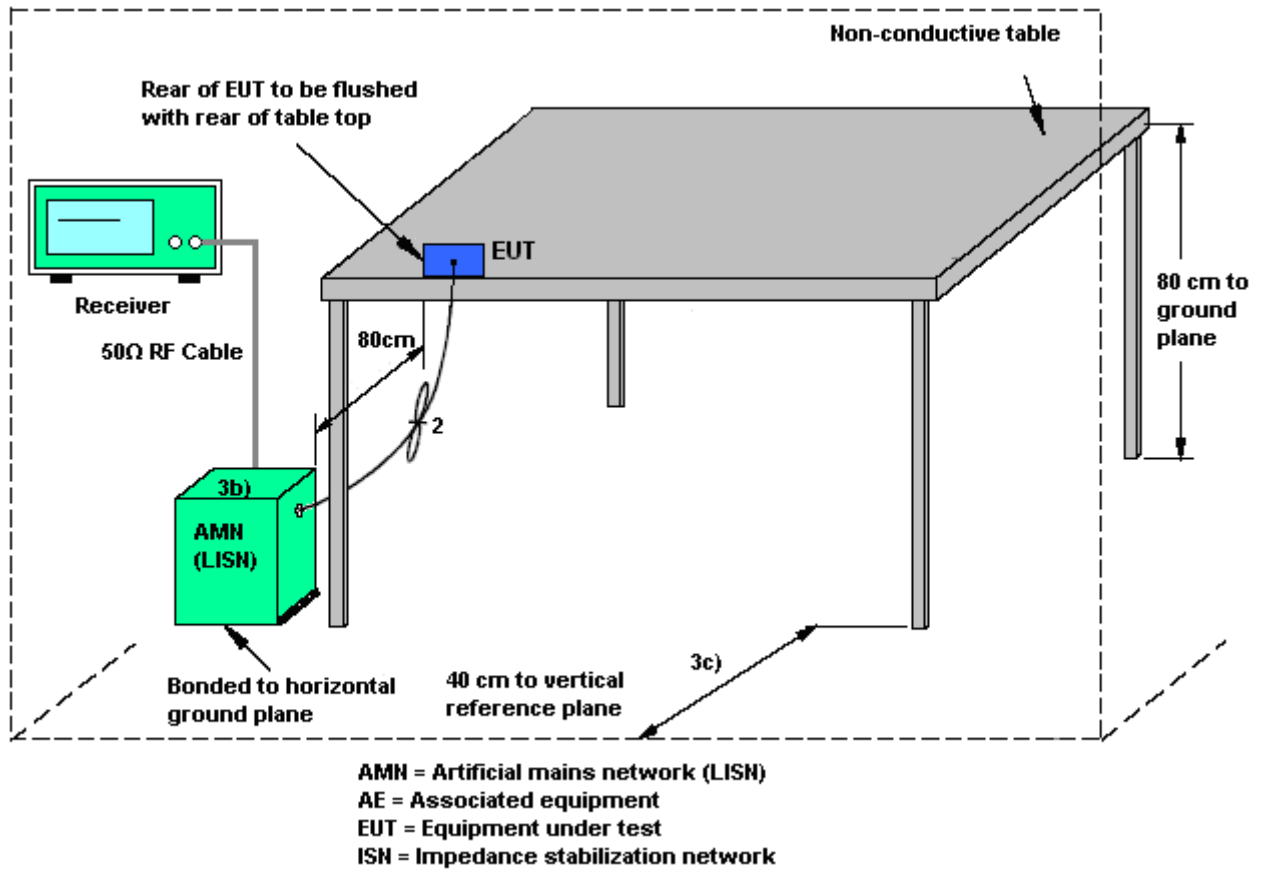 Non-conductive table
Rear of EUT to be flushed
with rear of table top
EUT
Receiver
50Ω RF Cable
80cm
80 cm to
ground
plane
2
3b)
AMN
(LISN)
3c)
Bonded to horizontal
ground plane
40 cm to vertical
reference plane
AMN = Artificial mains network (LISN)
AE = Associated equipment
EUT = Equipment under test
ISN = Impedance stabilization network